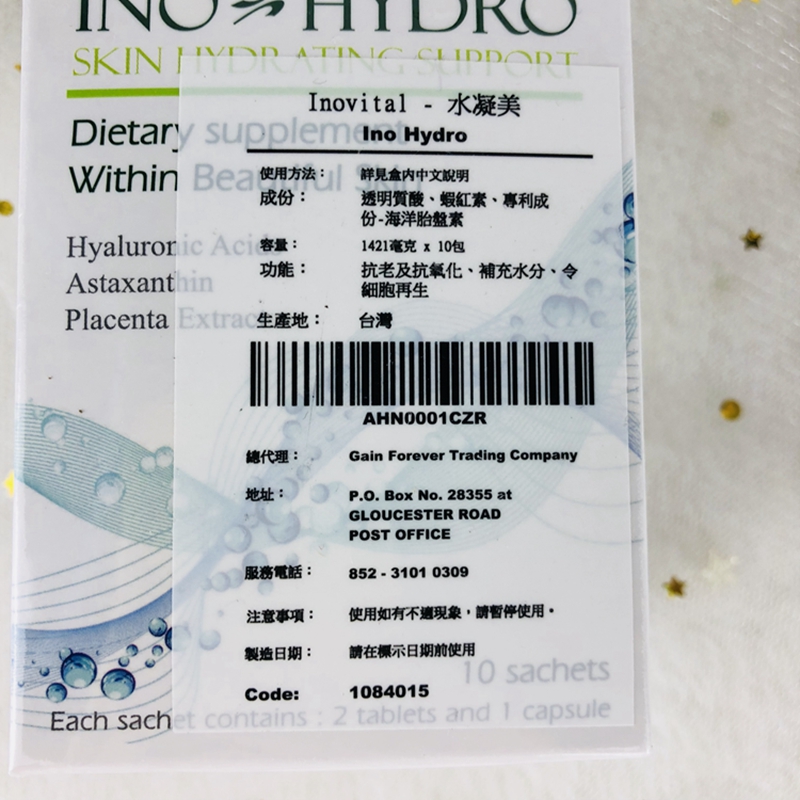 INO HYDRO
SKIN HYDRATING SUPPORT
Dietary supplement
Within Beautiful Skin
Hyaluronic Acid
Astaxanthin
Placenta Extract
Inovital - 水凝美
Ino Hydro
使用方法： 詳見盒内中文說明
成份： 透明質酸、蝦紅素、專利成
份-海洋胎盤素
容量： 1421毫克 x 10包
功能： 抗老及抗氧化、補充水分、令
細胞再生
生產地： 台灣
AHN0001CZR
總代理： Gain Forever Trading Company
地址： P.O. Box No. 28355 at
GLOUCESTER ROAD
POST OFFICE
服務電話： 852 - 3101 0309
注意事項： 使用如有不適現象，請暫停使用。
製造日期： 請在標示日期前使用
Code: 1084015
10 sachets
Each sachet contains : 2 tablets and 1 capsule